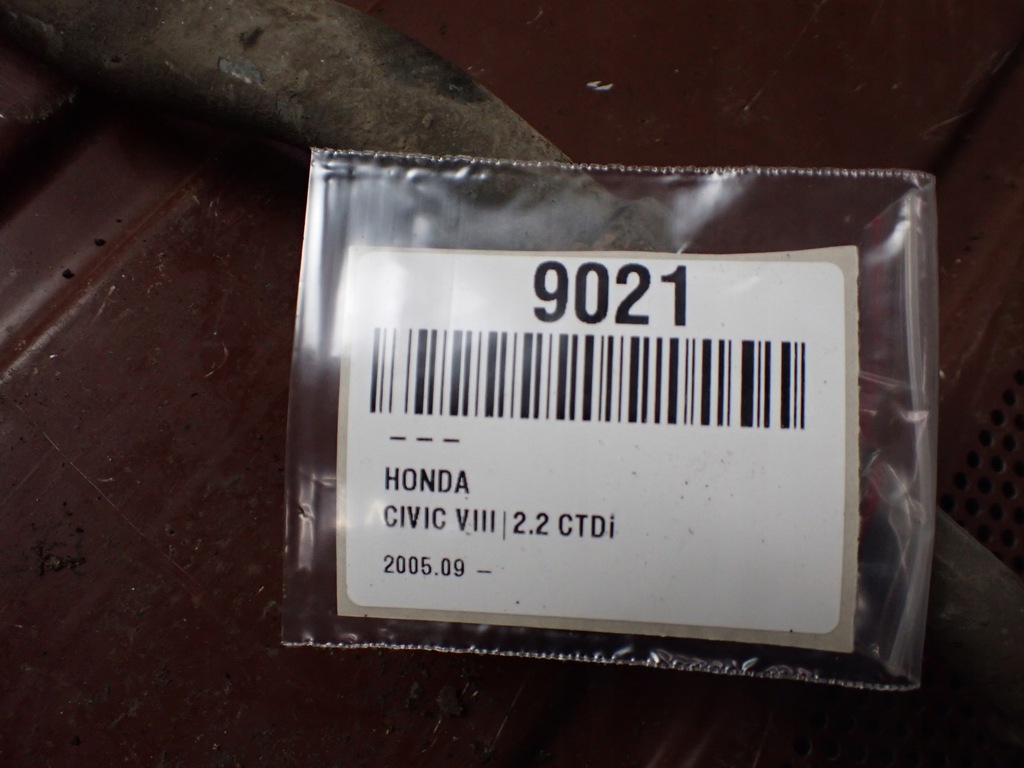 9021
---
HONDA
CIVIC VIII|2.2 CTDi
2005.09 –